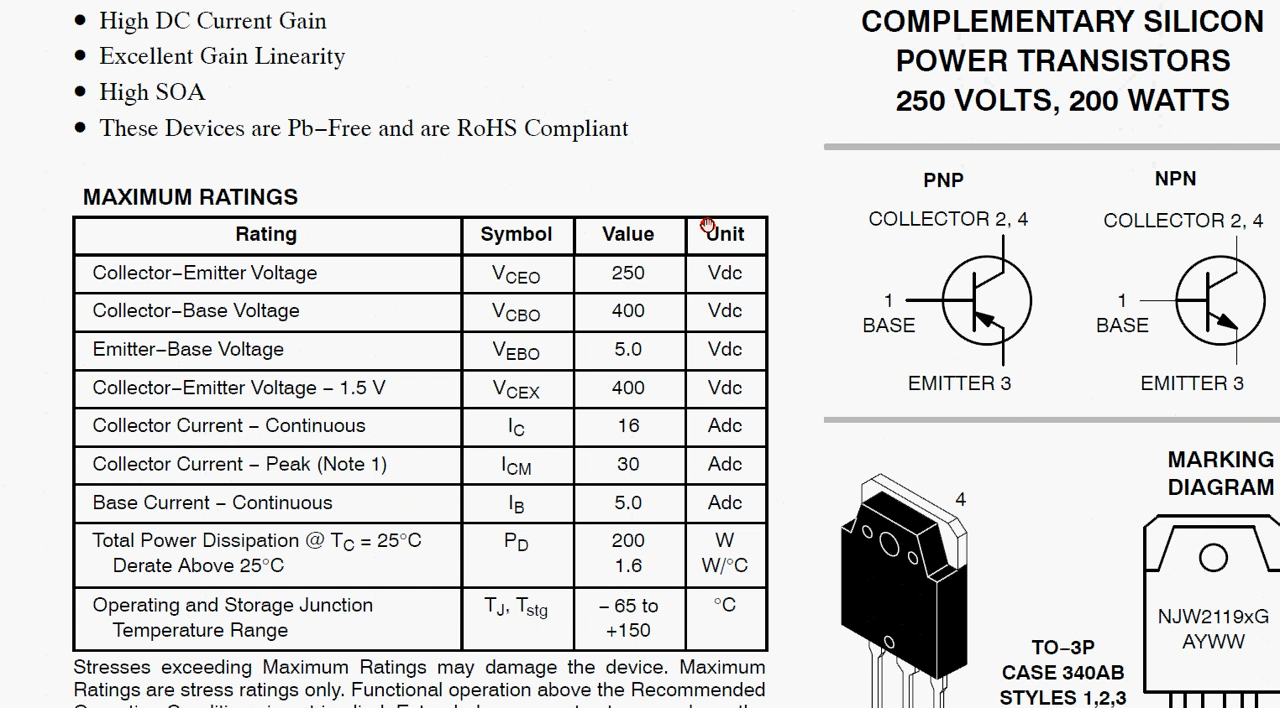 ● High DC Current Gain
● Excellent Gain Linearity
● High SOA
● These Devices are Pb−Free and are RoHS Compliant
MAXIMUM RATINGS
Rating Symbol Value Unit
Collector−Emitter Voltage VCEO 250 Vdc
Collector−Base Voltage VCBO 400 Vdc
Emitter−Base Voltage VEBO 5.0 Vdc
Collector−Emitter Voltage − 1.5 V VCEX 400 Vdc
Collector Current − Continuous IC 16 Adc
Collector Current − Peak (Note 1) ICM 30 Adc
Base Current − Continuous IB 5.0 Adc
Total Power Dissipation @ TC = 25°C PD 200 W
Derate Above 25°C 1.6 W/°C
Operating and Storage Junction TJ, Tstg − 65 to °C
Temperature Range +150
Stresses exceeding Maximum Ratings may damage the device. Maximum
Ratings are stress ratings only. Functional operation above the Recommended
COMPLEMENTARY SILICON
POWER TRANSISTORS
250 VOLTS, 200 WATTS
PNP
COLLECTOR 2, 4
1
BASE
EMITTER 3
NPN
COLLECTOR 2, 4
1
BASE
EMITTER 3
4
TO−3P
CASE 340AB
STYLES 1,2,3
MARKING
DIAGRAM
NJW2119xG
AYWW